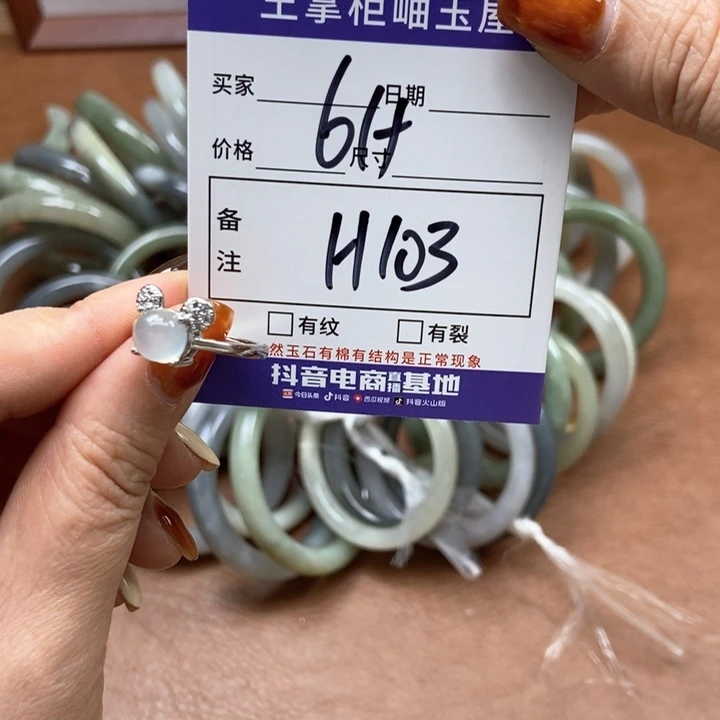 王掌柜岫玉屋
买家 日期
6H
价格 尺寸
备注 H103
有纹 有裂
然玉石有棉有结构是正常现象
抖音电商直播基地
今日头条 抖音 西瓜视频 抖音火山版